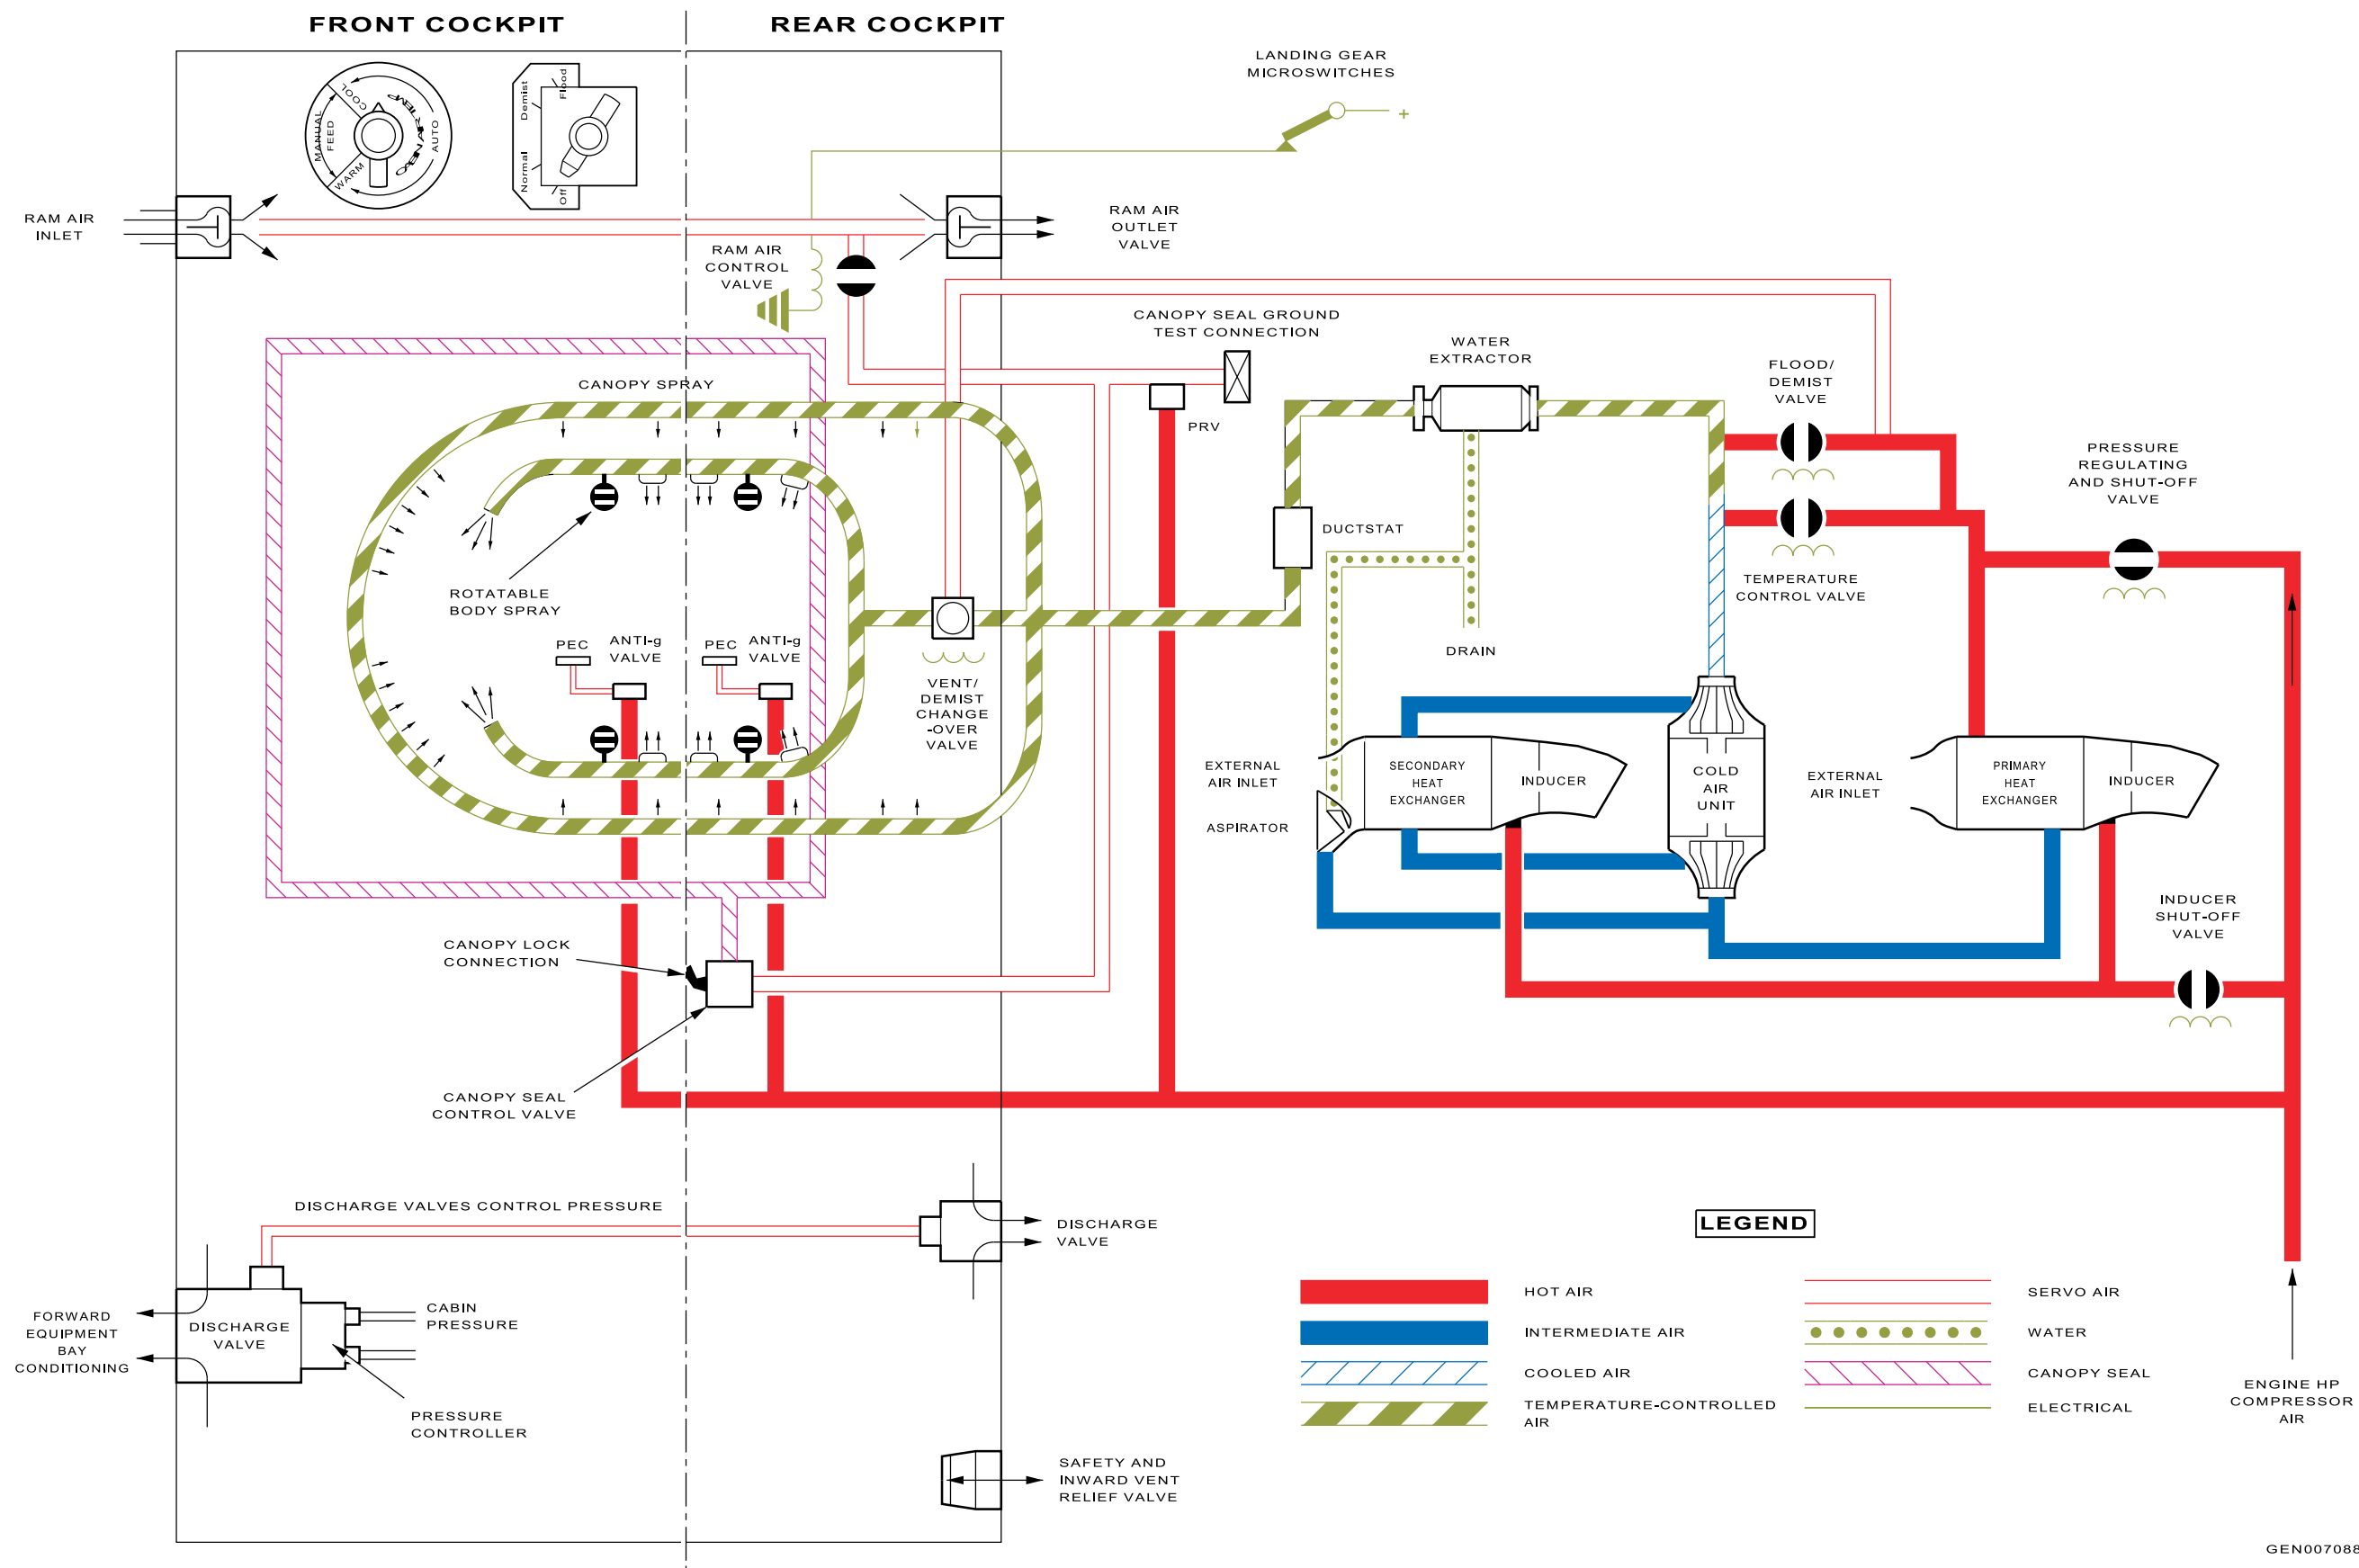 FRONT COCKPIT
REAR COCKPIT
LANDING GEAR
MICROSWITCHES
+
COOL
MANUAL
FEED
WARM
AUTO
Flood
Demist
Normal
Off
RAM AIR
INLET
RAM AIR
OUTLET
VALVE
RAM AIR
CONTROL
VALVE
CANOPY SEAL GROUND
TEST CONNECTION
WATER
EXTRACTOR
FLOOD/
DEMIST
VALVE
CANOPY SPRAY
PRV
PRESSURE
REGULATING
AND SHUT-OFF
VALVE
DUCTSTAT
ROTATABLE
BODY SPRAY
TEMPERATURE
CONTROL VALVE
PEC
ANTI-g
VALVE
PEC
ANTI-g
VALVE
DRAIN
VENT/
DEMIST
CHANGE
-OVER
VALVE
EXTERNAL
AIR INLET
SECONDARY
HEAT
EXCHANGER
INDUCER
COLD
AIR
UNIT
EXTERNAL
AIR INLET
PRIMARY
HEAT
EXCHANGER
INDUCER
ASPIRATOR
INDUCER
SHUT-OFF
VALVE
CANOPY LOCK
CONNECTION
CANOPY SEAL
CONTROL VALVE
DISCHARGE VALVES CONTROL PRESSURE
DISCHARGE
VALVE
FORWARD
EQUIPMENT
BAY
CONDITIONING
DISCHARGE
VALVE
CABIN
PRESSURE
PRESSURE
CONTROLLER
SAFETY AND
INWARD VENT
RELIEF VALVE
LEGEND
HOT AIR
INTERMEDIATE AIR
COOLED AIR
TEMPERATURE-CONTROLLED
AIR
SERVO AIR
WATER
CANOPY SEAL
ELECTRICAL
ENGINE HP
COMPRESSOR
AIR
GEN007088